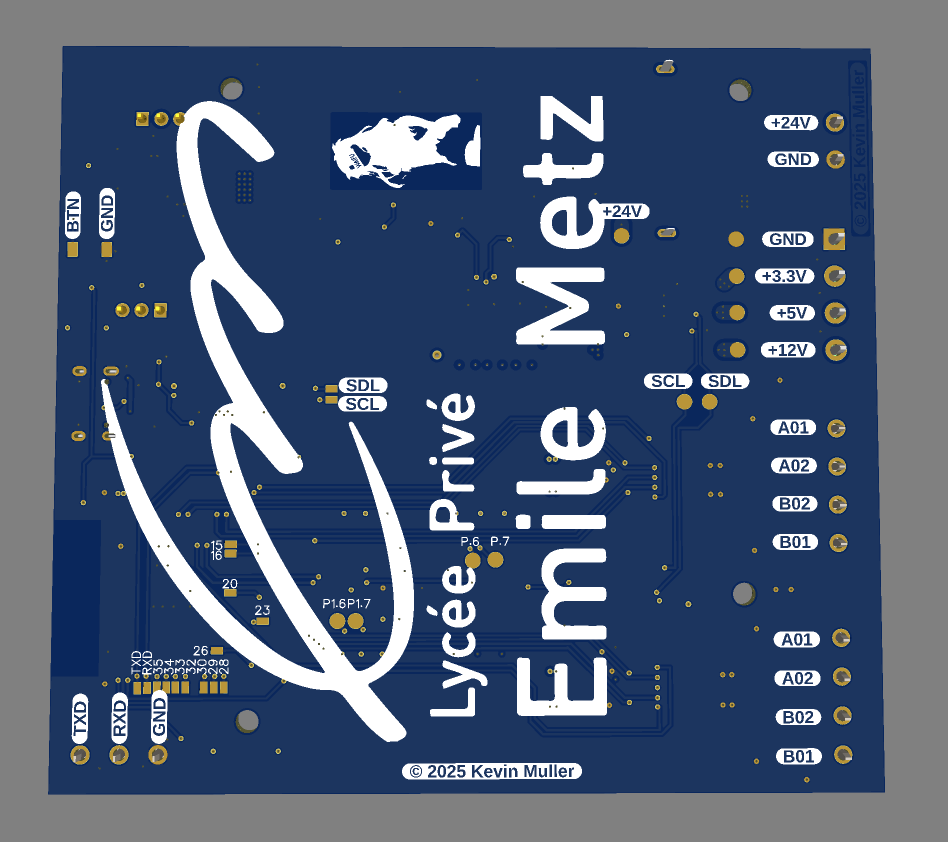 +24V
GND
© 2025 Kevin Muller
BTN
GND
+24V
GND
+3.3V
+5V
+12V
SDL
SCL
SCL
SDL
Lycée Privé
Emile Metz
A01
A02
B02
B01
15
16
20
23
26
P1.6
P1.7
P.6
P.7
TXD
RXD
35
34
33
32
30
29
28
TXD
RXD
GND
A01
A02
B02
B01
© 2025 Kevin Muller